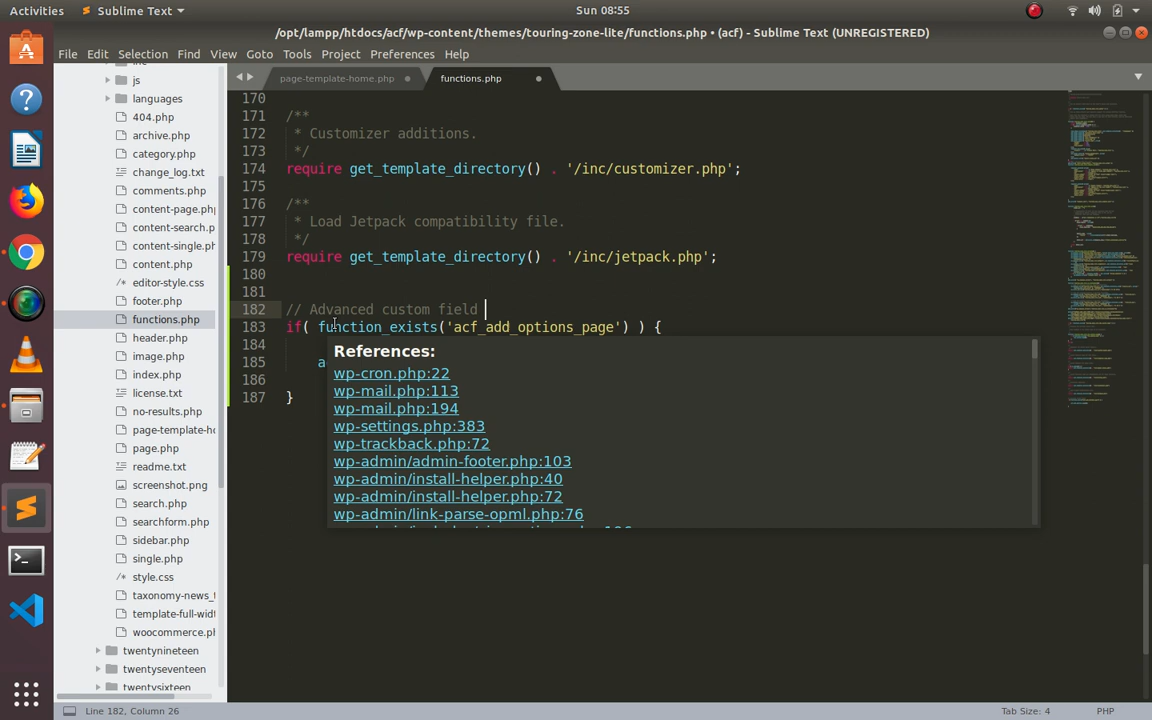 Activities
Sublime Text
Sun 08:55
/opt/lampp/htdocs/acf/wp-content/themes/touring-zone-lite/functions.php • (acf) - Sublime Text (UNREGISTERED)
File Edit Selection Find View Goto Tools Project Preferences Help
page-template-home.php
functions.php
js
languages
404.php
archive.php
category.php
change_log.txt
comments.php
content-page.php
content-search.p
content-single.ph
content.php
editor-style.css
footer.php
functions.php
header.php
image.php
index.php
license.txt
no-results.php
page-template-ho
page.php
readme.txt
screenshot.png
search.php
searchform.php
sidebar.php
single.php
style.css
taxonomy-news_t
template-full-widt
woocommerce.ph
twentynineteen
twentyseventeen
twentysixteen
170
171 /**
172 * Customizer additions.
173 */
174 require get_template_directory() . '/inc/customizer.php';
175
176 /**
177 * Load Jetpack compatibility file.
178 */
179 require get_template_directory() . '/inc/jetpack.php';
180
181
182 // Advanced custom field
183 if( function_exists('acf_add_options_page') ) {
184
185 a
186
187 }
References:
wp-cron.php:22
wp-mail.php:113
wp-mail.php:194
wp-settings.php:383
wp-trackback.php:72
wp-admin/admin-footer.php:103
wp-admin/install-helper.php:40
wp-admin/install-helper.php:72
wp-admin/link-parse-opml.php:76
Line 182, Column 26
Tab Size: 4
PHP